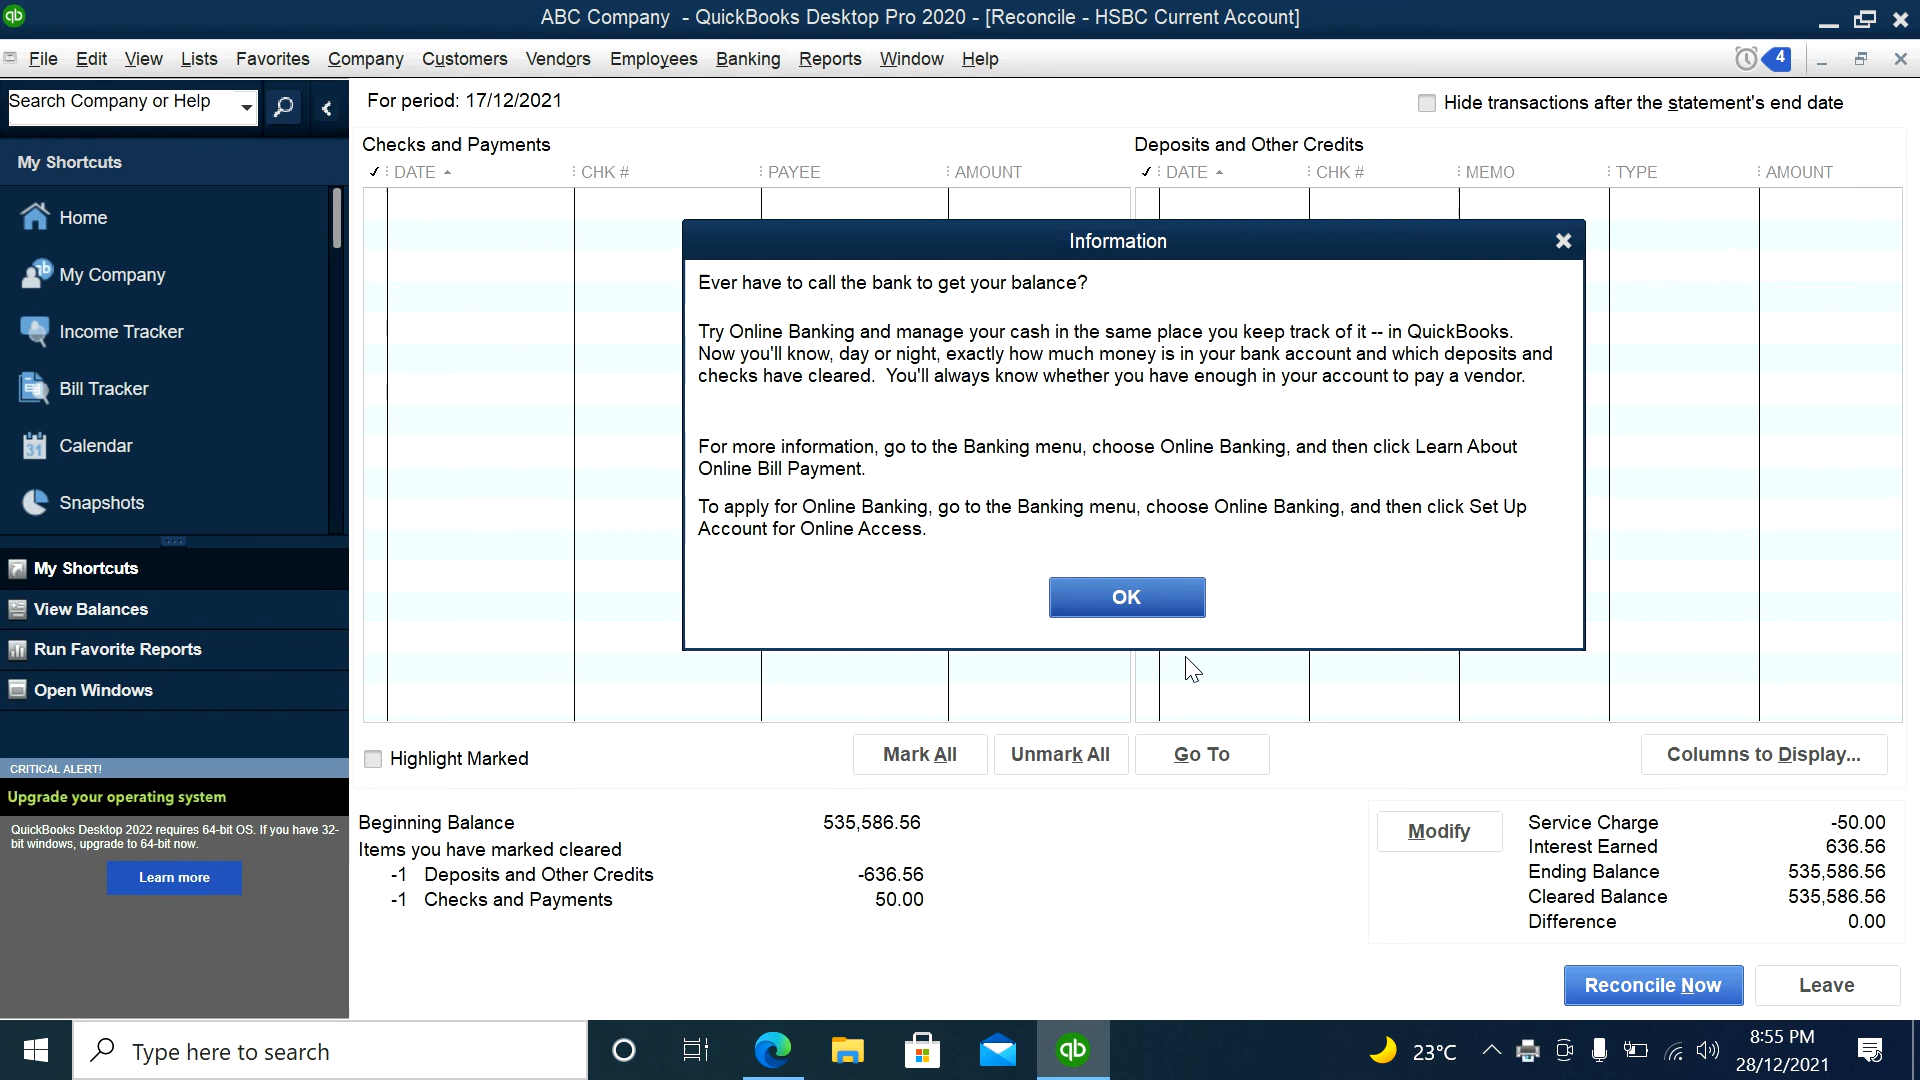 qb
ABC Company - QuickBooks Desktop Pro 2020 - [Reconcile - HSBC Current Account]
File Edit View Lists Favorites Company Customers Vendors Employees Banking Reports Window Help
4
Search Company or Help
For period: 17/12/2021
Hide transactions after the statement's end date
My Shortcuts
Home
My Company
Income Tracker
Bill Tracker
31
Calendar
Snapshots
My Shortcuts
View Balances
Run Favorite Reports
Open Windows
CRITICAL ALERT!
Upgrade your operating system
QuickBooks Desktop 2022 requires 64-bit OS. If you have 32-
bit windows, upgrade to 64-bit now.
Learn more
Checks and Payments
✓ DATE CHK # PAYEE AMOUNT
Deposits and Other Credits
✓ DATE CHK # MEMO TYPE AMOUNT
Information
Ever have to call the bank to get your balance?
Try Online Banking and manage your cash in the same place you keep track of it -- in QuickBooks.
Now you'll know, day or night, exactly how much money is in your bank account and which deposits and
checks have cleared. You'll always know whether you have enough in your account to pay a vendor.
For more information, go to the Banking menu, choose Online Banking, and then click Learn About
Online Bill Payment.
To apply for Online Banking, go to the Banking menu, choose Online Banking, and then click Set Up
Account for Online Access.
OK
Highlight Marked
Mark All
Unmark All
Go To
Columns to Display...
Beginning Balance 535,586.56
Items you have marked cleared
-1 Deposits and Other Credits -636.56
-1 Checks and Payments 50.00
Modify
Service Charge -50.00
Interest Earned 636.56
Ending Balance 535,586.56
Cleared Balance 535,586.56
Difference 0.00
Reconcile Now
Leave
Type here to search
qb
23°C
8:55 PM
28/12/2021